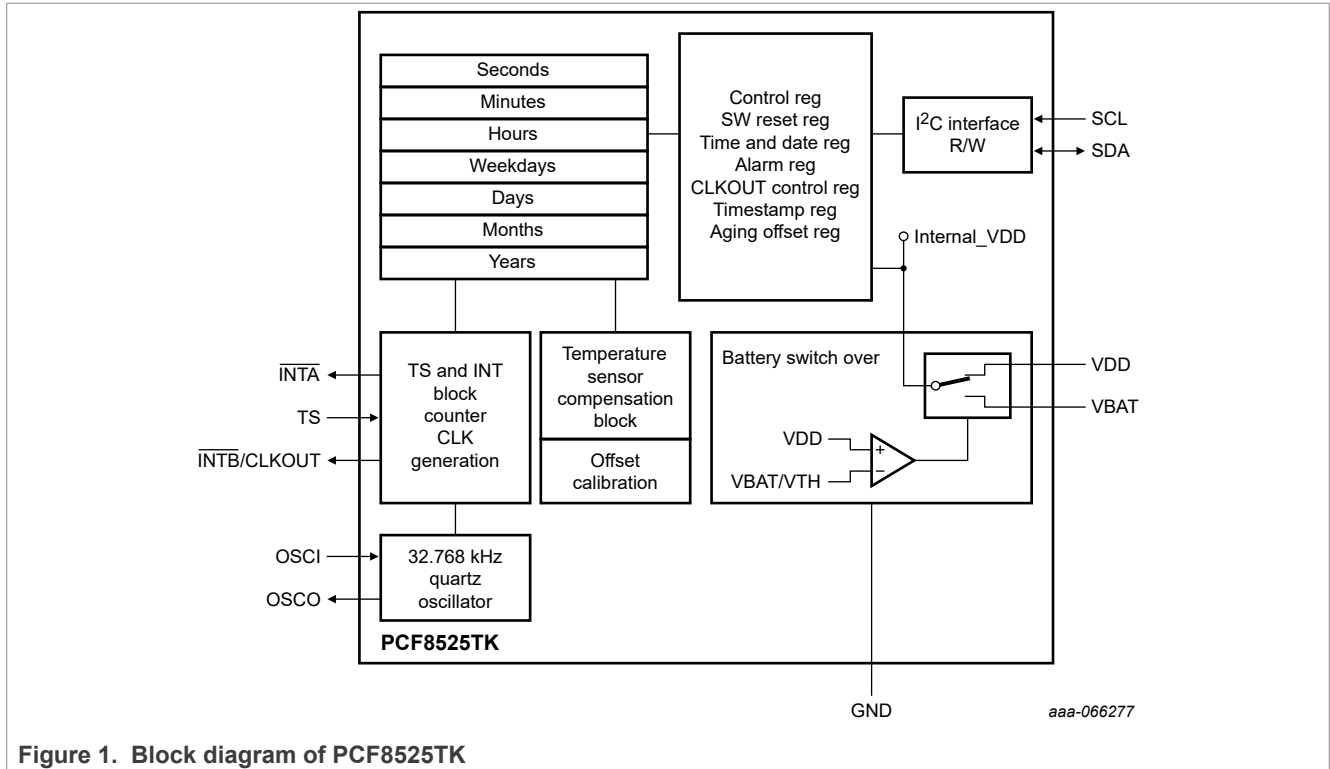 Seconds
Minutes
Hours
Weekdays
Days
Months
Years
Control reg
SW reset reg
Time and date reg
Alarm reg
CLKOUT control reg
Timestamp reg
Aging offset reg
I2C interface
R/W
SCL
SDA
Internal_VDD
INTA
TS
INTB/CLKOUT
TS and INT
block
counter
CLK
generation
Temperature
sensor
compensation
block
Offset
calibration
Battery switch over
VDD
VBAT/VTH
+
−
VDD
VBAT
OSCI
OSCO
32.768 kHz
quartz
oscillator
PCF8525TK
GND
aaa-066277
Figure 1. Block diagram of PCF8525TK